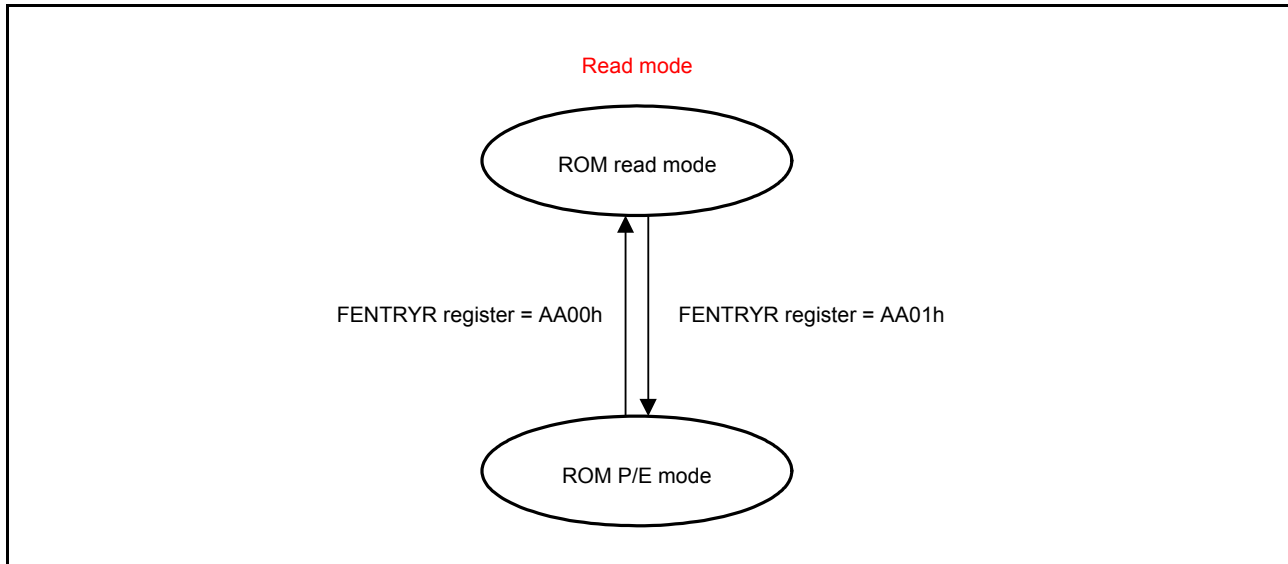 Read mode
ROM read mode
FENTRYR register = AA00h
FENTRYR register = AA01h
ROM P/E mode